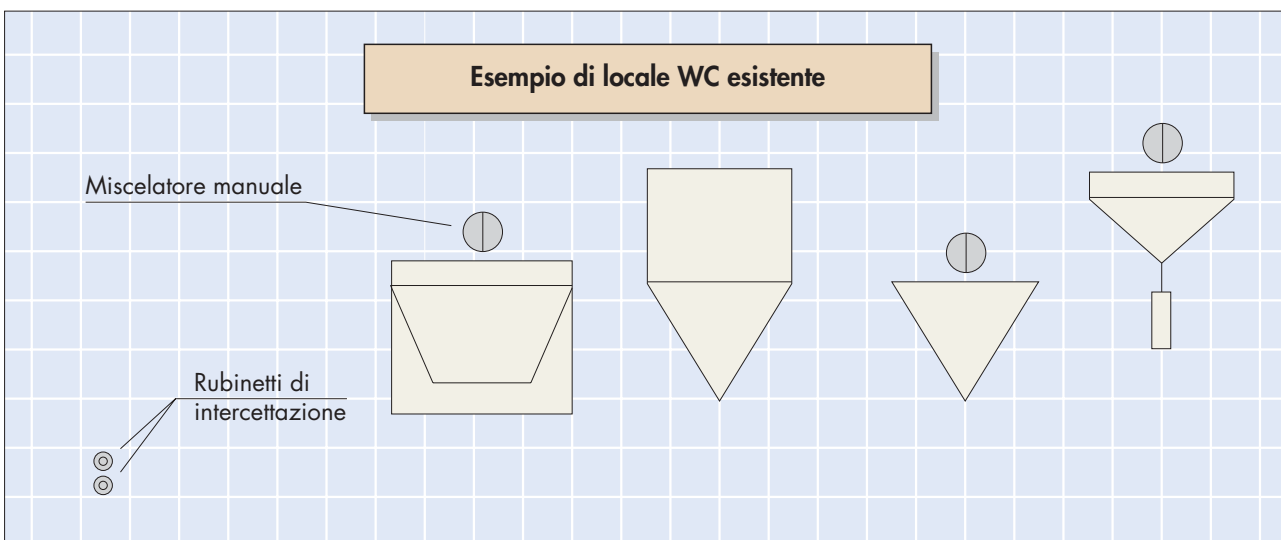 Esempio di locale WC esistente
Miscelatore manuale
Rubinetti di
intercettazione